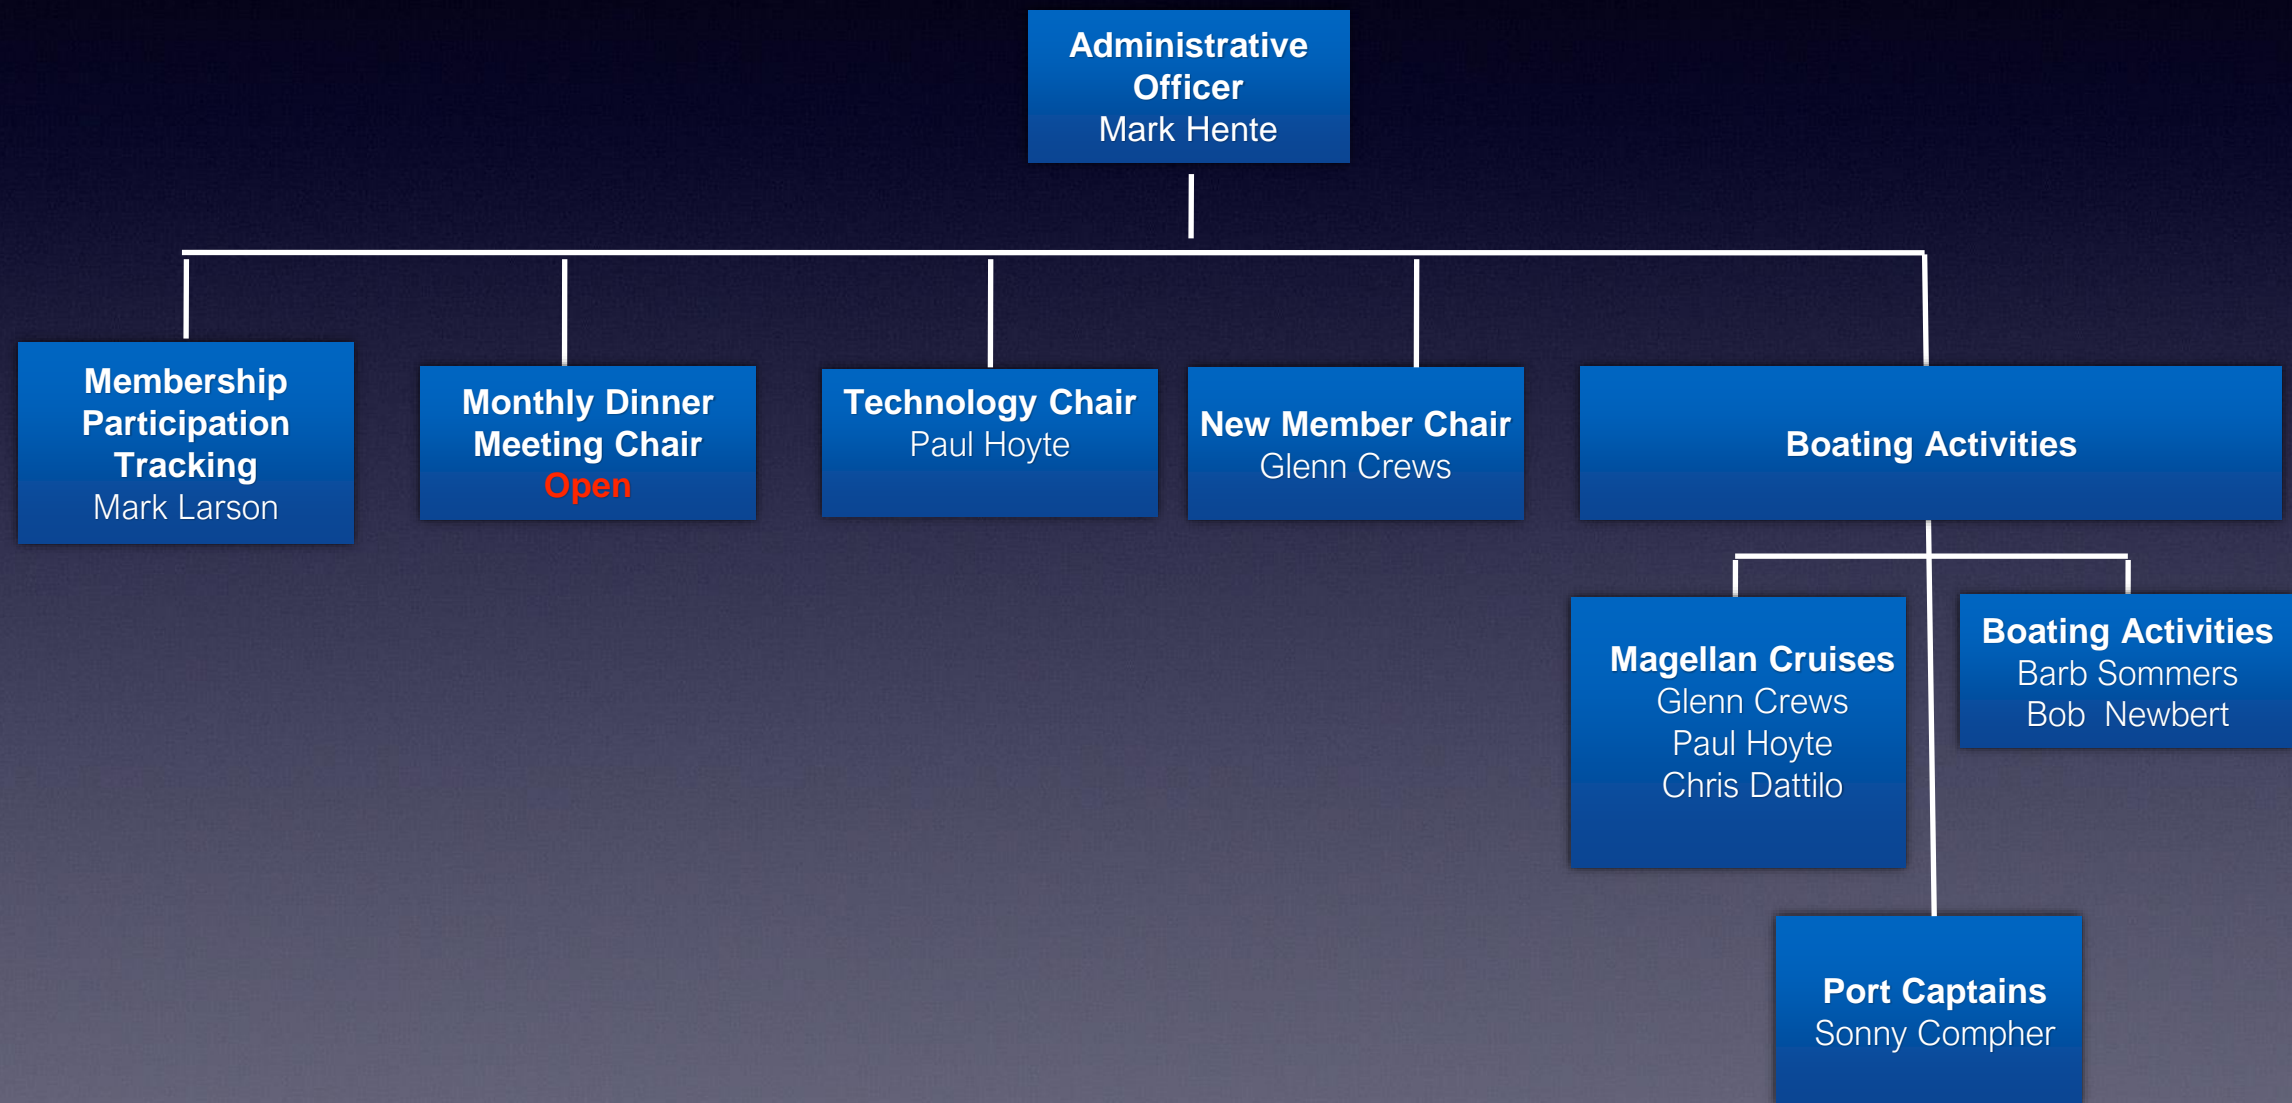 Administrative
Officer
Mark Hente
Membership
Participation
Tracking
Mark Larson
Monthly Dinner
Meeting Chair
Open
Technology Chair
Paul Hoyte
New Member Chair
Glenn Crews
Boating Activities
Magellan Cruises
Glenn Crews
Paul Hoyte
Chris Dattilo
Boating Activities
Barb Sommers
Bob  Newbert
Port Captains
Sonny Compher